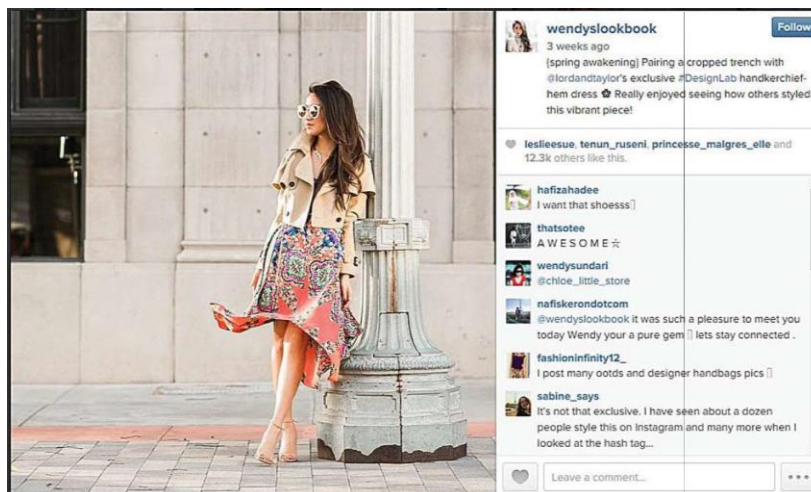 wendyslookbook
Follow
3 weeks ago
{spring awakening} Pairing a cropped trench with
@lordandtaylor's exclusive #DesignLab handkerchief-
hem dress ✿ Really enjoyed seeing how others styled
this vibrant piece!
leslieesue, tenun_ruseni, princesse_malgres_elle and
12.3k others like this.
hafizahadee
I want that shoesss
thatsotee
A W E S O M E
wendysundari
@chloe_little_store
nafiskerondotcom
@wendyslookbook it was such a pleasure to meet you
today Wendy your a pure gem lets stay connected .
fashioninfinity12_
I post many ootds and designer handbags pics
sabine_says
It's not that exclusive. I have seen about a dozen
people style this on Instagram and many more when I
looked at the hash tag...
Leave a comment...